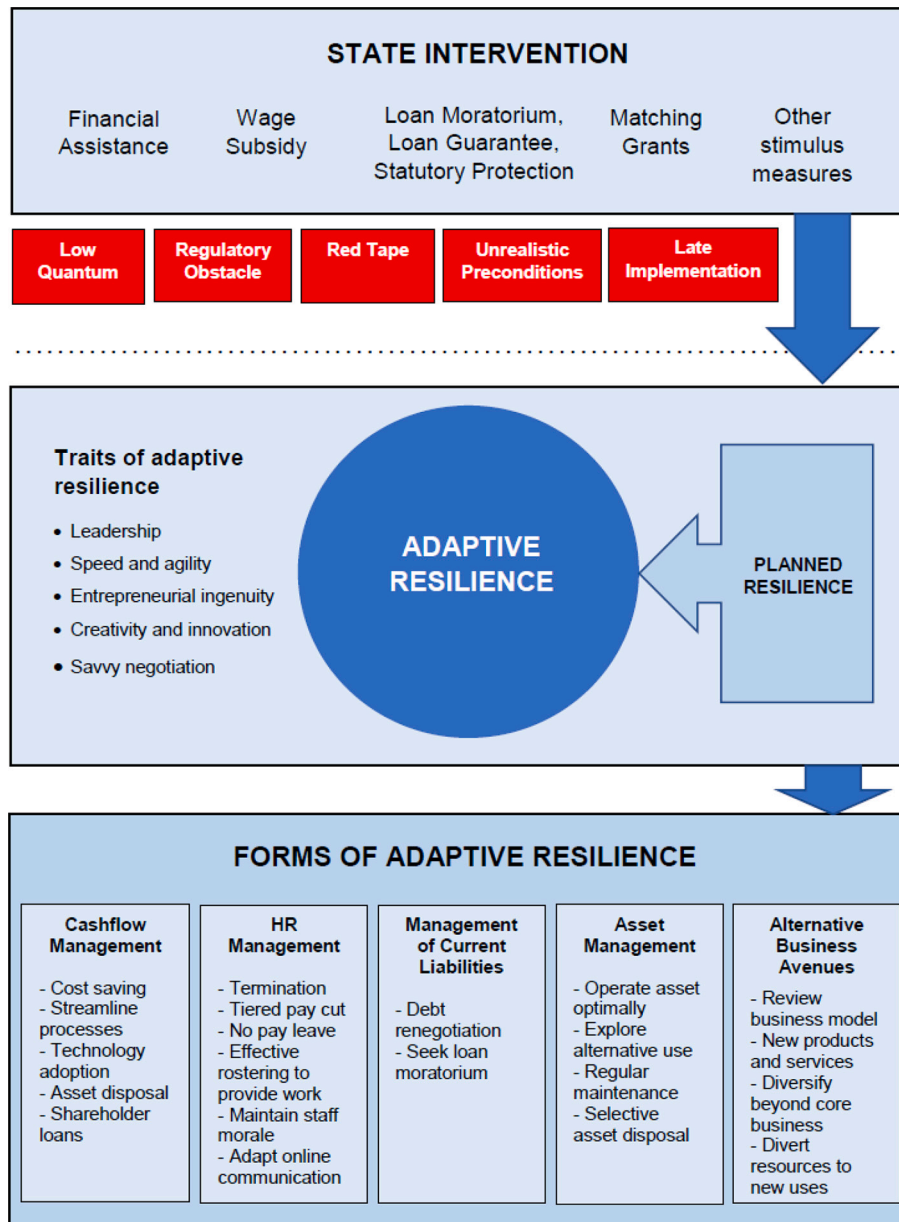 STATE INTERVENTION
Financial
Assistance
Wage
Subsidy
Loan Moratorium,
Loan Guarantee,
Statutory Protection
Matching
Grants
Other
stimulus
measures
Low
Quantum
Regulatory
Obstacle
Red Tape
Unrealistic
Preconditions
Late
Implementation
Traits of adaptive
resilience
• Leadership
• Speed and agility
• Entrepreneurial ingenuity
• Creativity and innovation
• Savvy negotiation
ADAPTIVE
RESILIENCE
PLANNED
RESILIENCE
FORMS OF ADAPTIVE RESILIENCE
Cashflow
Management
- Cost saving
- Streamline
processes
- Technology
adoption
- Asset disposal
- Shareholder
loans
HR
Management
- Termination
- Tiered pay cut
- No pay leave
- Effective
rostering to
provide work
- Maintain staff
morale
- Adapt online
communication
Management
of Current
Liabilities
- Debt
renegotiation
- Seek loan
moratorium
Asset
Management
- Operate asset
optimally
- Explore
alternative use
- Regular
maintenance
- Selective
asset disposal
Alternative
Business
Avenues
- Review
business model
- New products
and services
- Diversify
beyond core
business
- Divert
resources to
new uses